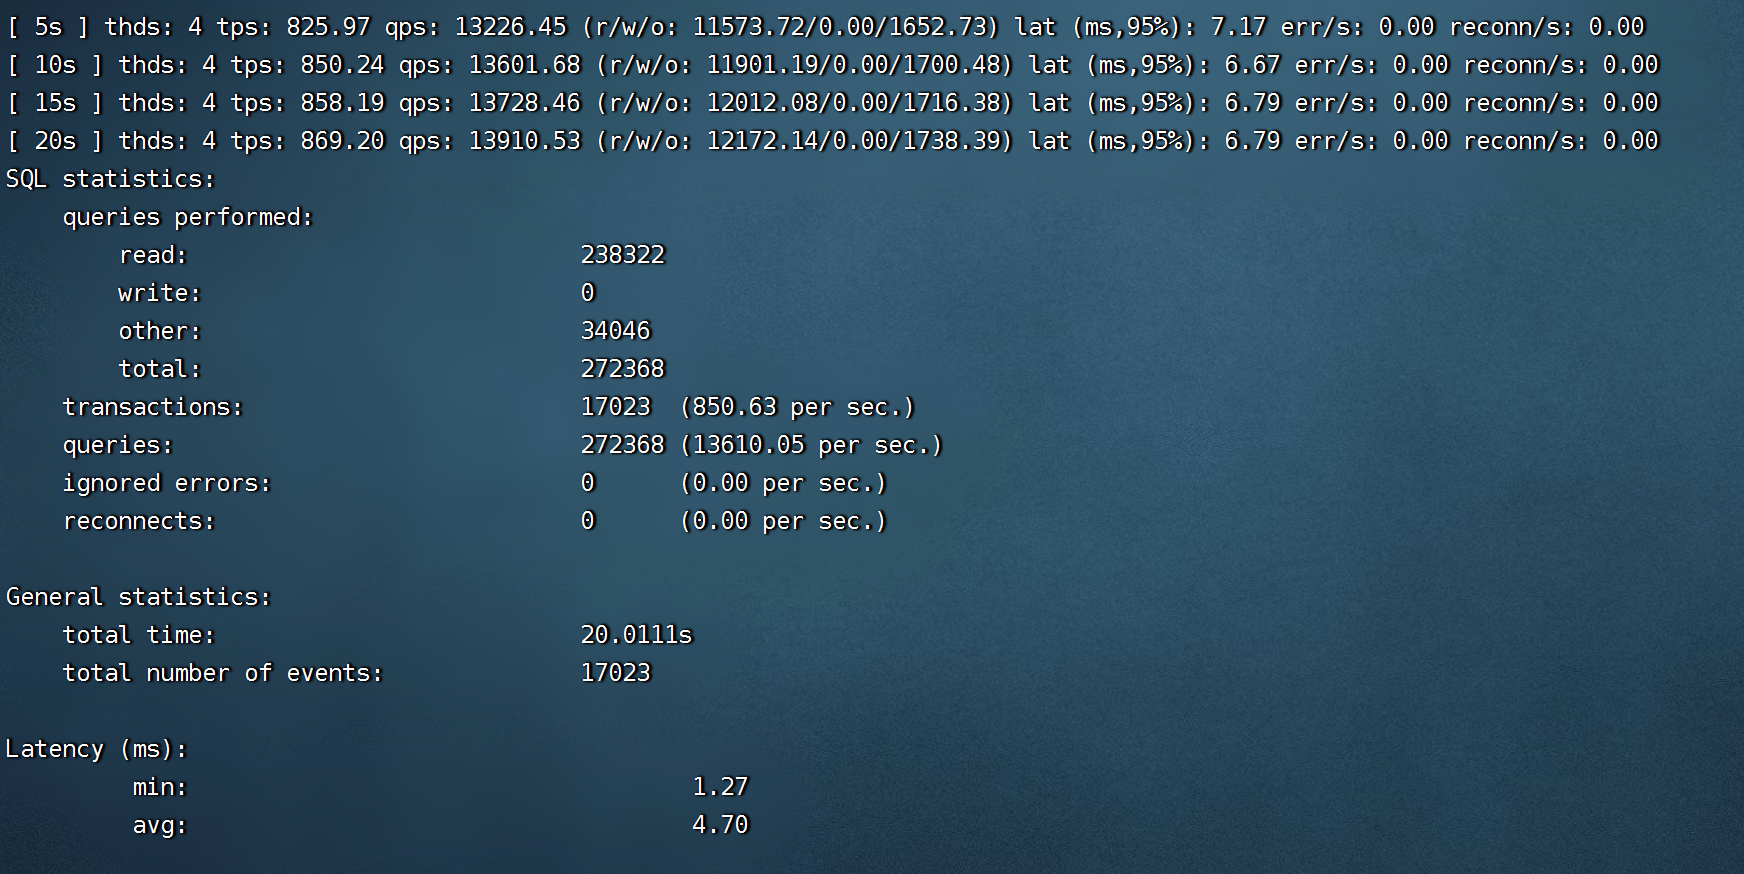 [ 5s ] thds: 4 tps: 825.97 qps: 13226.45 (r/w/o: 11573.72/0.00/1652.73) lat (ms,95%): 7.17 err/s: 0.00 reconn/s: 0.00
[ 10s ] thds: 4 tps: 850.24 qps: 13601.68 (r/w/o: 11901.19/0.00/1700.48) lat (ms,95%): 6.67 err/s: 0.00 reconn/s: 0.00
[ 15s ] thds: 4 tps: 858.19 qps: 13728.46 (r/w/o: 12012.08/0.00/1716.38) lat (ms,95%): 6.79 err/s: 0.00 reconn/s: 0.00
[ 20s ] thds: 4 tps: 869.20 qps: 13910.53 (r/w/o: 12172.14/0.00/1738.39) lat (ms,95%): 6.79 err/s: 0.00 reconn/s: 0.00
SQL statistics:
    queries performed:
        read:                            238322
        write:                           0
        other:                           34046
        total:                           272368
    transactions:                        17023  (850.63 per sec.)
    queries:                             272368 (13610.05 per sec.)
    ignored errors:                      0      (0.00 per sec.)
    reconnects:                          0      (0.00 per sec.)

General statistics:
    total time:                          20.0111s
    total number of events:              17023

Latency (ms):
         min:                                    1.27
         avg:                                    4.70